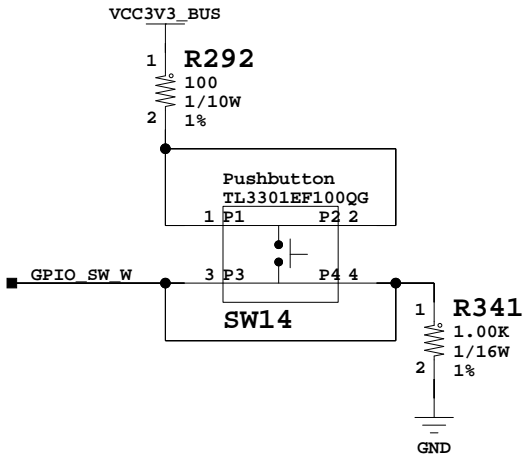 VCC3V3_BUS
1 R292
100
1/10W
2 1%
Pushbutton
TL3301EF100QG
1 P1 P2 2
GPIO_SW_W 3 P3 P4 4
SW14
1 R341
1.00K
1/16W
2 1%
GND